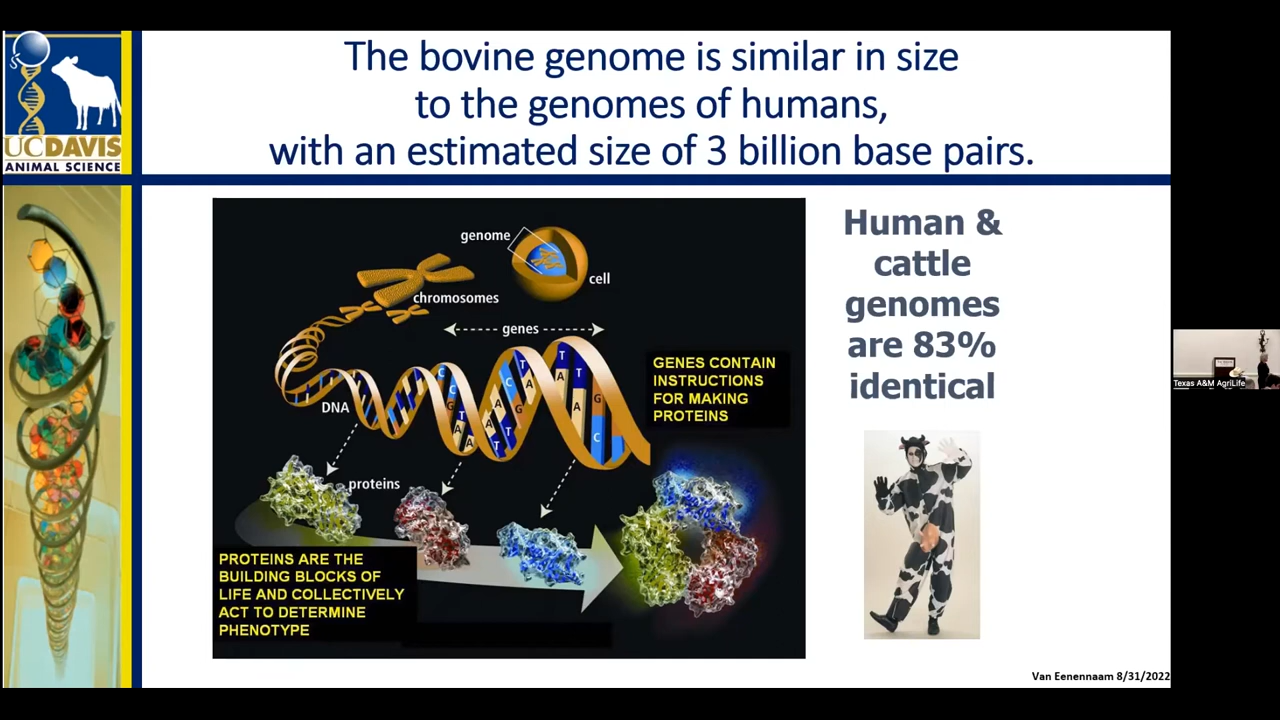 The bovine genome is similar in size
to the genomes of humans,
with an estimated size of 3 billion base pairs.
UCDAVIS
ANIMAL SCIENCE
genome
cell
chromosomes
genes
DNA
C
C
G
T
A
A
C
T
A
G
A
T
T
T
T
A
A
G
C
GENES CONTAIN
INSTRUCTIONS
FOR MAKING
PROTEINS
proteins
PROTEINS ARE THE
BUILDING BLOCKS OF
LIFE AND COLLECTIVELY
ACT TO DETERMINE
PHENOTYPE
Human &
cattle
genomes
are 83%
identical
Texas A&M AgriLife
Van Eenennaam 8/31/2022